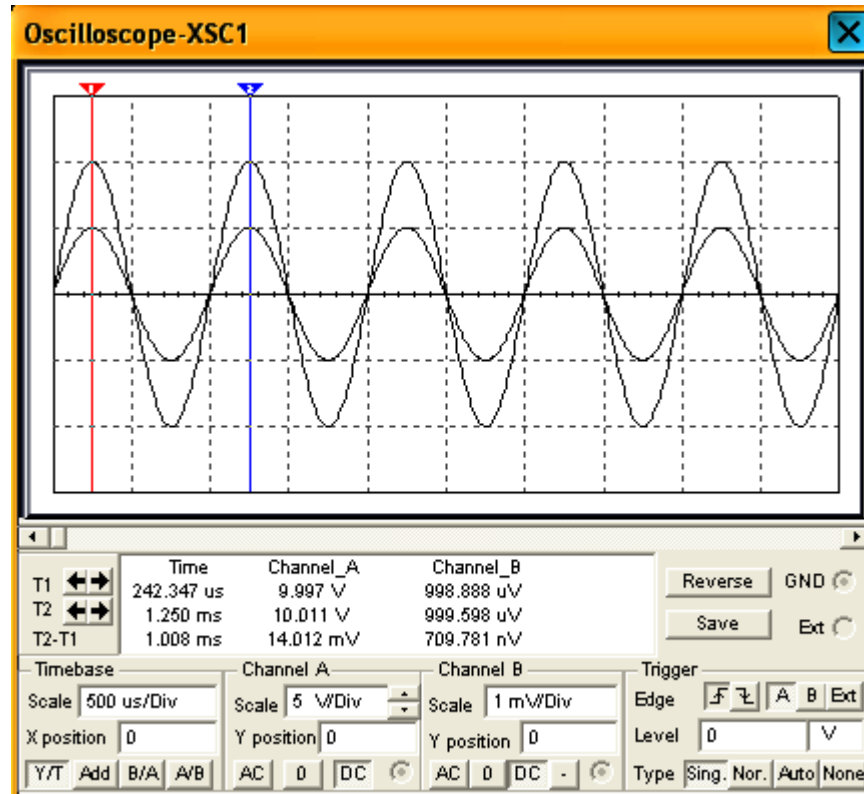 Oscilloscope-XSC1
1 2
Time Channel_A Channel_B
T1 242.347 us 9.997 V 998.888 uV
T2 1.250 ms 10.011 V 999.598 uV
T2-T1 1.008 ms 14.012 mV 709.781 nV
Reverse GND
Save Ext
Timebase Channel A Channel B Trigger
Scale 500 us/Div Scale 5 V/Div Scale 1 mV/Div Edge A B Ext
X position 0 Y position 0 Y position 0 Level 0 V
Y/T Add B/A A/B AC 0 DC AC 0 DC - Type Sing. Nor. Auto None